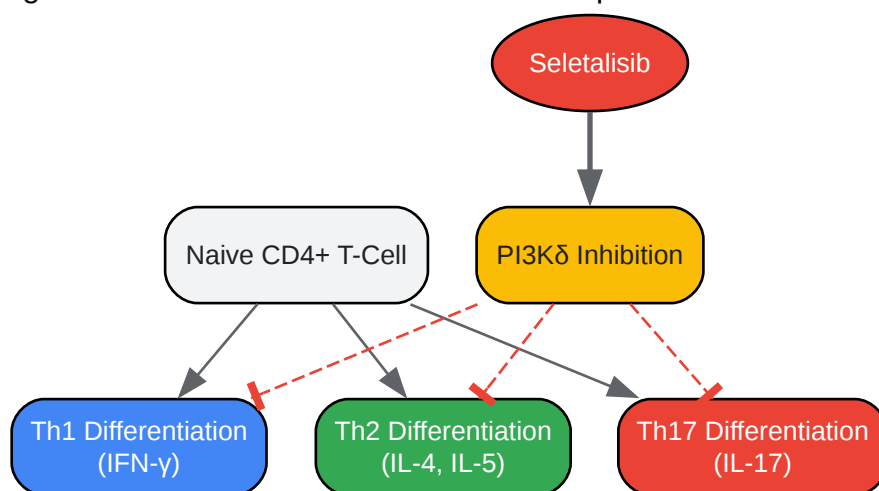 Seletalisib
Naive CD4+ T-Cell
PI3Kδ Inhibition
Th1 Differentiation
(IFN-γ)
Th2 Differentiation
(IL-4, IL-5)
Th17 Differentiation
(IL-17)